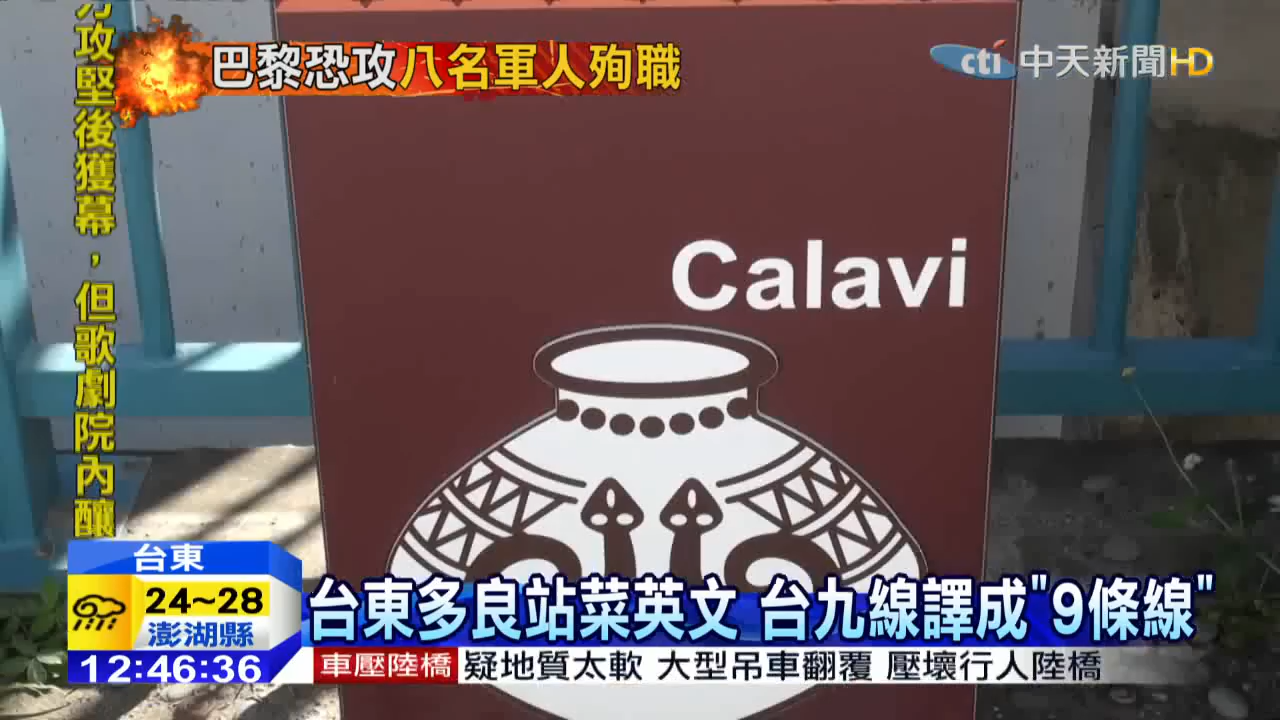 巴黎恐攻八名軍人殉職
cti中天新聞HD
攻堅後獲幕，但歌劇院內釀
Calavi
台東
24~28
澎湖縣
12:46:36
台東多良站菜英文 台九線譯成"9條線"
車壓陸橋 疑地質太軟 大型吊車翻覆 壓壞行人陸橋